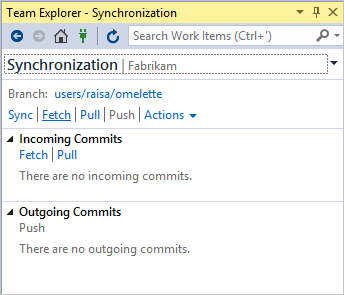 Team Explorer - Synchronization
Search Work Items (Ctrl+')
Synchronization | Fabrikam
Branch: users/raisa/omelette
Sync | Fetch | Pull | Push | Actions
Incoming Commits
Fetch | Pull
There are no incoming commits.
Outgoing Commits
Push
There are no outgoing commits.